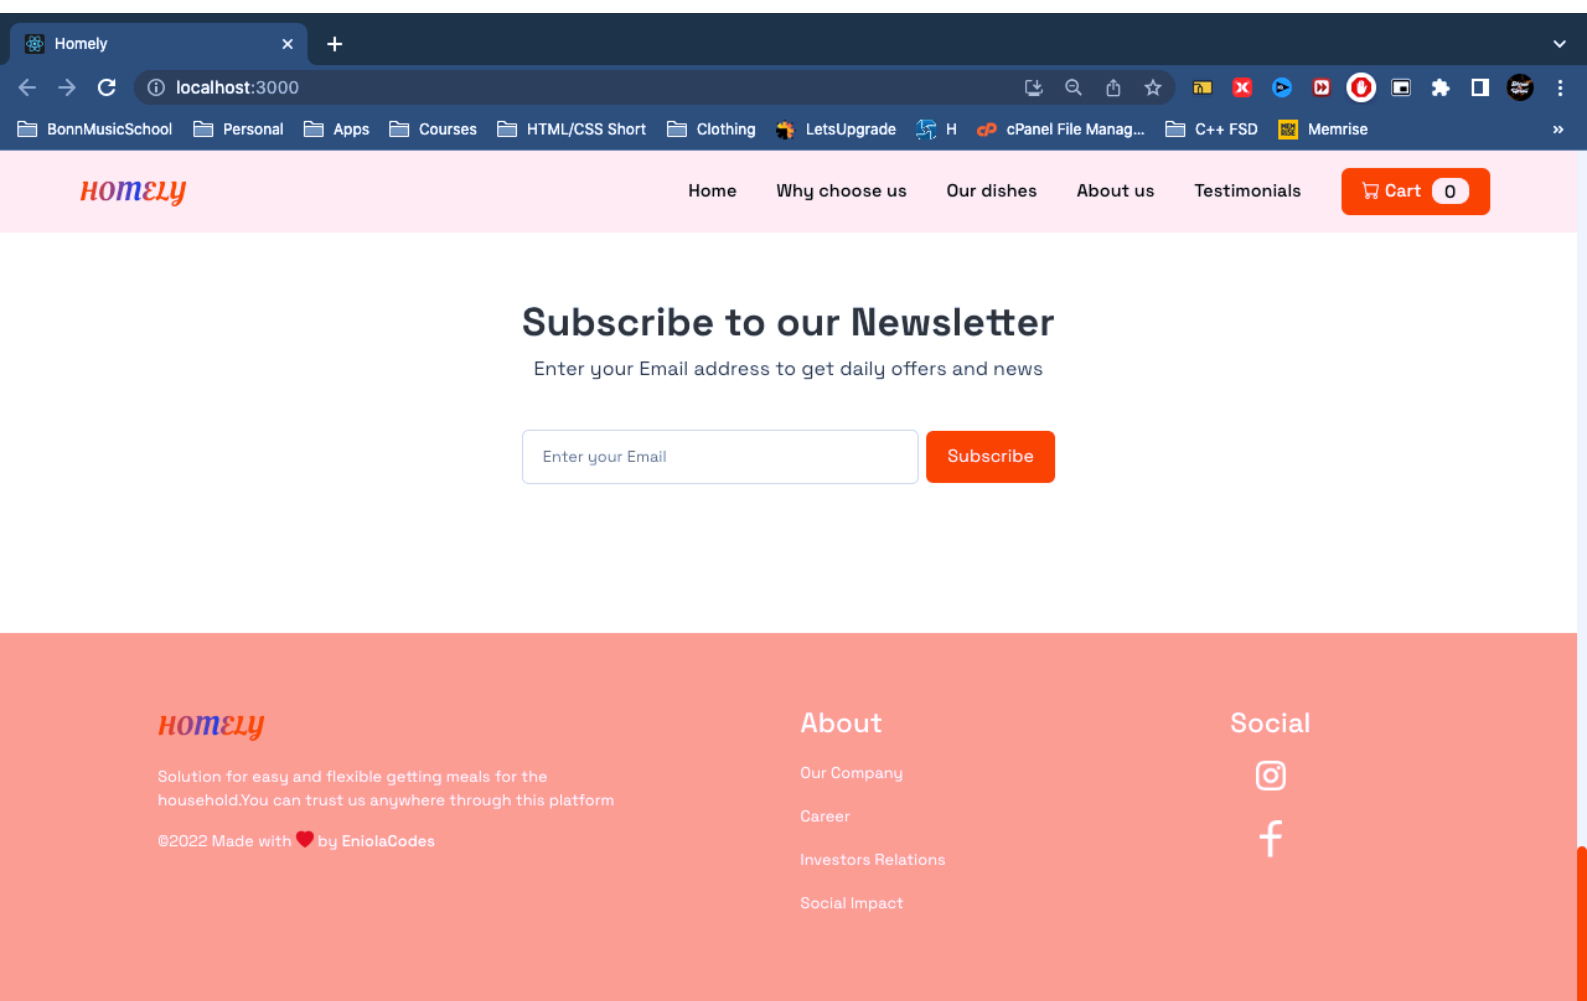 Homely
localhost:3000
BonnMusicSchool Personal Apps Courses HTML/CSS Short Clothing LetsUpgrade H cPanel File Manag... C++ FSD Memrise »
HOMELY Home Why choose us Our dishes About us Testimonials Cart 0
Subscribe to our Newsletter
Enter your Email address to get daily offers and news
Enter your Email Subscribe
HOMELY
Solution for easy and flexible getting meals for the
household.You can trust us anywhere through this platform
©2022 Made with ❤ by EniolaCodes
About
Our Company
Career
Investors Relations
Social Impact
Social